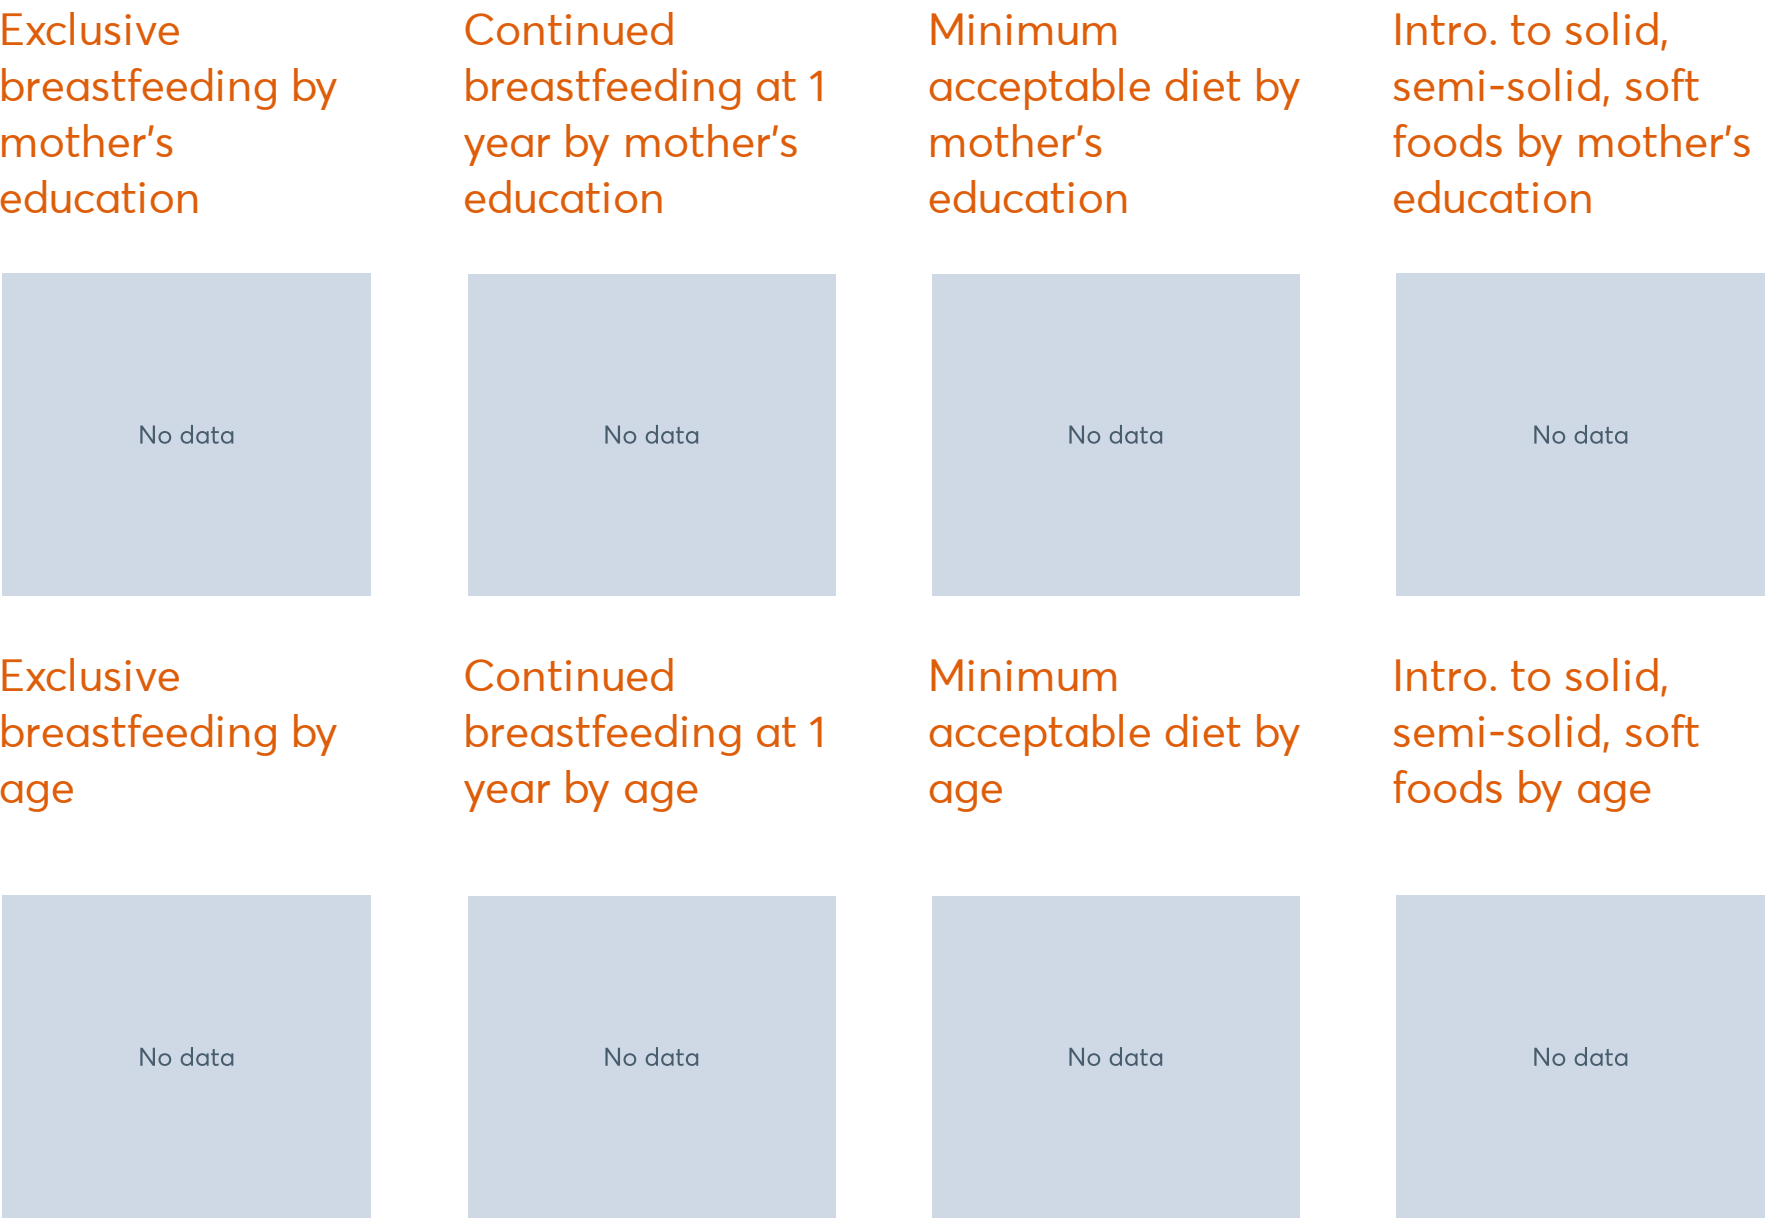 Exclusive
breastfeeding by
mother's
education
Continued
breastfeeding at 1
year by mother's
education
Minimum
acceptable diet by
mother's
education
Intro. to solid,
semi-solid, soft
foods by mother's
education
No data
No data
No data
No data
Exclusive
breastfeeding by
age
Continued
breastfeeding at 1
year by age
Minimum
acceptable diet by
age
Intro. to solid,
semi-solid, soft
foods by age
No data
No data
No data
No data